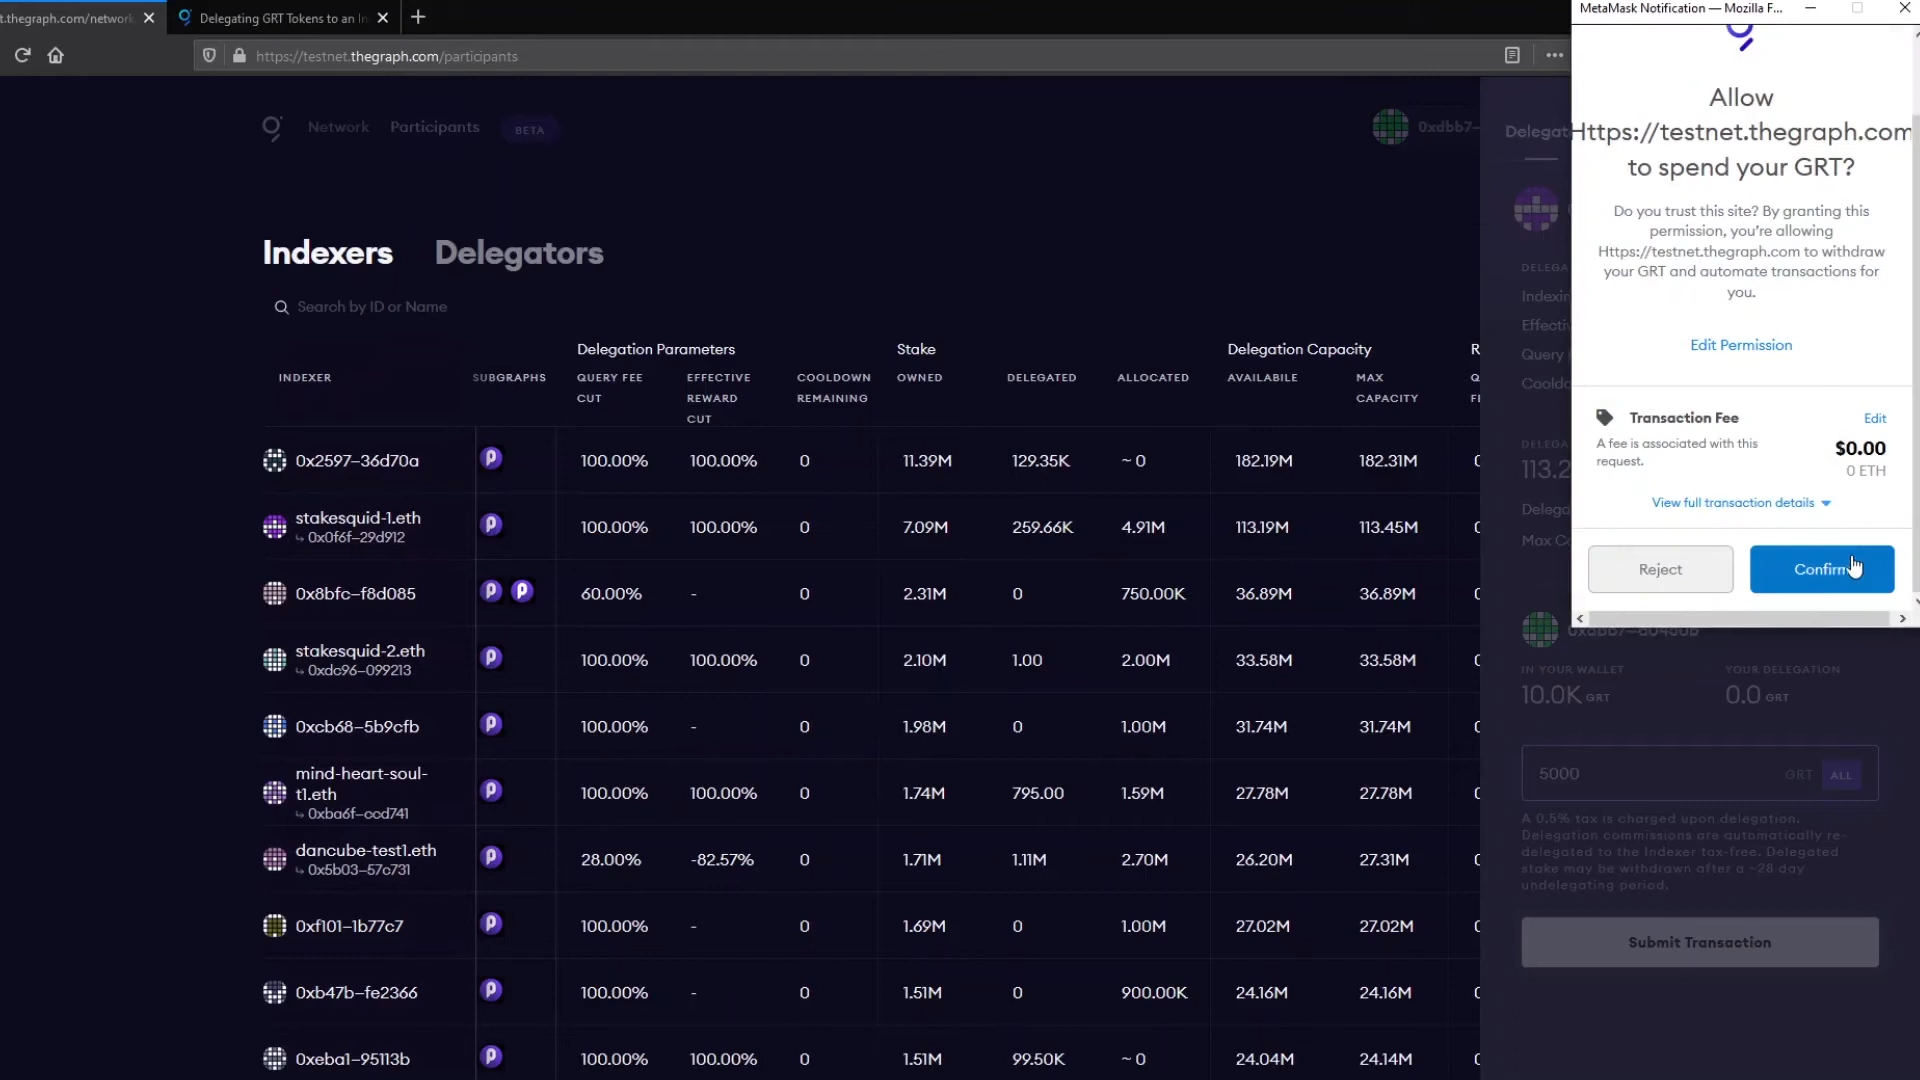 t.thegraph.com/network
Delegating GRT Tokens to an In
https://testnet.thegraph.com/participants
Network
Participants
BETA
0xdbb7—
Indexers
Delegators
Search by ID or Name
Delegation Parameters
Stake
Delegation Capacity
R
INDEXER
SUBGRAPHS
QUERY FEE
CUT
EFFECTIVE
REWARD
CUT
COOLDOWN
REMAINING
OWNED
DELEGATED
ALLOCATED
AVAILABILE
MAX
CAPACITY
0x2597—36d70a
100.00%
100.00%
0
11.39M
129.35K
~ 0
182.19M
182.31M
stakesquid-1.eth
0x0f6f—29d912
100.00%
100.00%
0
7.09M
259.66K
4.91M
113.19M
113.45M
0x8bfc—f8d085
60.00%
-
0
2.31M
0
750.00K
36.89M
36.89M
stakesquid-2.eth
0xdc96—099213
100.00%
100.00%
0
2.10M
1.00
2.00M
33.58M
33.58M
0xcb68—5b9cfb
100.00%
-
0
1.98M
0
1.00M
31.74M
31.74M
mind-heart-soul-
t1.eth
0xba6f—ccd741
100.00%
100.00%
0
1.74M
795.00
1.59M
27.78M
27.78M
dancube-test1.eth
0x5b03—57c731
28.00%
-82.57%
0
1.71M
1.11M
2.70M
26.20M
27.31M
0xf101—1b77c7
100.00%
-
0
1.69M
0
1.00M
27.02M
27.02M
0xb47b—fe2366
100.00%
-
0
1.51M
0
900.00K
24.16M
24.16M
0xeba1—95113b
100.00%
100.00%
0
1.51M
99.50K
~ 0
24.04M
24.14M
MetaMask Notification — Mozilla F...
Allow
Https://testnet.thegraph.com
to spend your GRT?
Do you trust this site? By granting this
permission, you're allowing
Https://testnet.thegraph.com to withdraw
your GRT and automate transactions for
you.
Edit Permission
Transaction Fee
Edit
A fee is associated with this
request.
$0.00
0 ETH
View full transaction details
Reject
Confirm
Delegat
DELEGA
Indexin
Effectiv
Query
Cooldo
DELEGA
113.2
Delega
Max Co
IN YOUR WALLET
10.0K GRT
YOUR DELEGATION
0.0 GRT
5000
GRT
ALL
A 0.5% tax is charged upon delegation.
Delegation commissions are automatically re-
delegated to the Indexer tax-free. Delegated
stake may be withdrawn after a ~28 day
undelegating period.
Submit Transaction